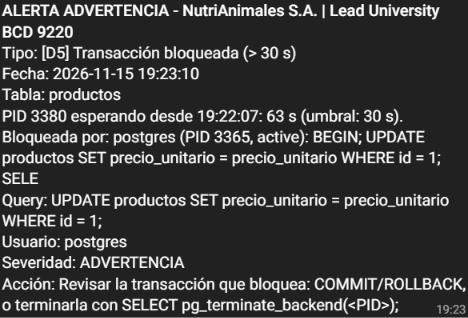 ALERTA ADVERTENCIA - NutriAnimales S.A. | Lead University
BCD 9220
Tipo: [D5] Transacción bloqueada (> 30 s)
Fecha: 2026-11-15 19:23:10
Tabla: productos
PID 3380 esperando desde 19:22:07: 63 s (umbral: 30 s).
Bloqueada por: postgres (PID 3365, active): BEGIN; UPDATE
productos SET precio_unitario = precio_unitario WHERE id = 1;
SELE
Query: UPDATE productos SET precio_unitario = precio_unitario
WHERE id = 1;
Usuario: postgres
Severidad: ADVERTENCIA
Acción: Revisar la transacción que bloquea: COMMIT/ROLLBACK,
o terminarla con SELECT pg_terminate_backend(<PID>);
19:23